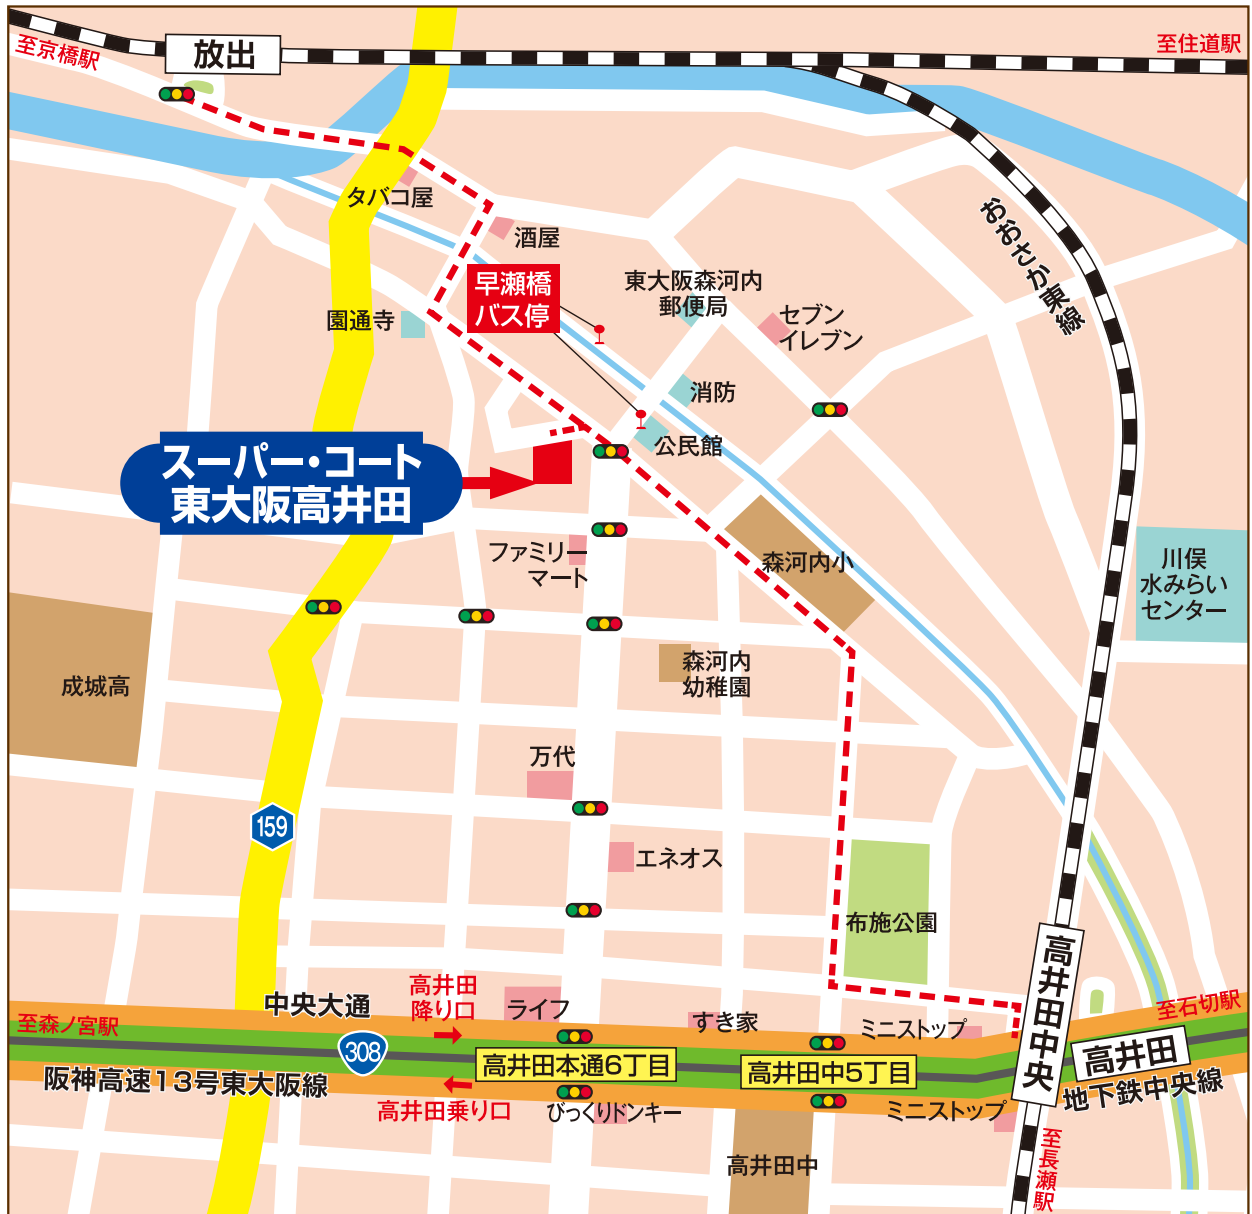 至京橋駅
放出
至住道駅
タバコ屋
酒屋
おおさか東線
早瀬橋
バス停
東大阪森河内
郵便局
園通寺
セブン
イレブン
消防
公民館
スーパー・コート
東大阪高井田
ファミリー
マート
森河内小
川俣
水みらい
センター
成城高
森河内
幼稚園
万代
159
エネオス
布施公園
高井田中央
中央大通
高井田
降り口
ライフ
すき家
ミニストップ
至石切駅
至森ノ宮駅
308
高井田本通6丁目
高井田中5丁目
高井田
地下鉄中央線
阪神高速13号東大阪線
高井田乗り口
びっくりドンキー
ミニストップ
高井田中
至長瀬駅